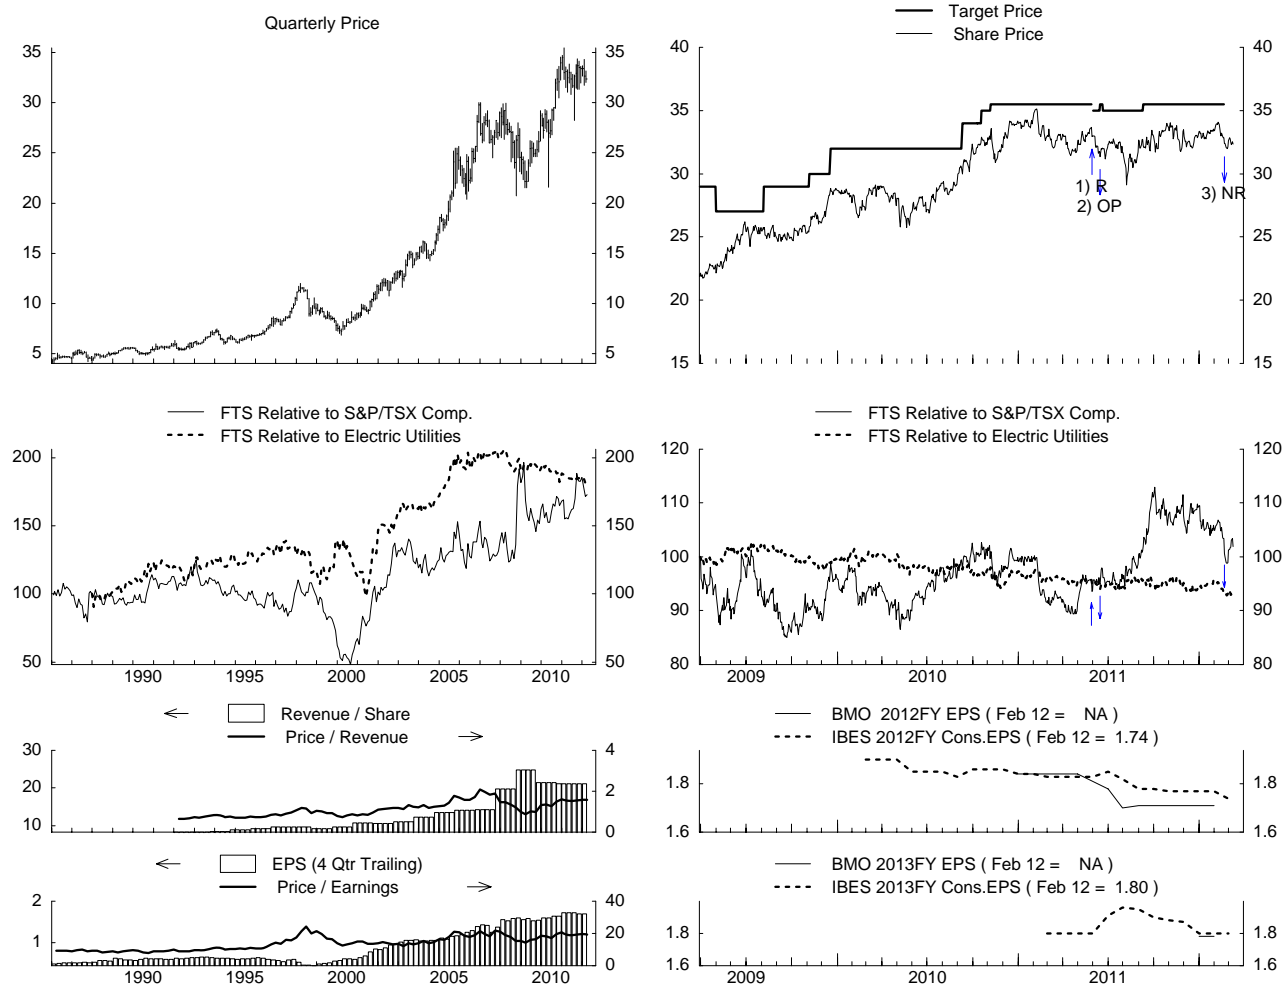 Quarterly Price
35 35
30 30
25 25
20 20
15 15
10 10
5 5
Target Price
Share Price
40 40
35 35
30 30
1) R
2) OP
3) NR
25 25
20 20
15 15
FTS Relative to S&P/TSX Comp.
FTS Relative to Electric Utilities
200 200
150 150
100 100
50 50
1990 1995 2000 2005 2010
FTS Relative to S&P/TSX Comp.
FTS Relative to Electric Utilities
120 120
110 110
100 100
90 90
80 80
2009 2010 2011
Revenue / Share
Price / Revenue
30 4
20 2
10 0
BMO 2012FY EPS ( Feb 12 = NA )
IBES 2012FY Cons.EPS ( Feb 12 = 1.74 )
1.8 1.8
1.6 1.6
EPS (4 Qtr Trailing)
Price / Earnings
2 40
1 20
0
1990 1995 2000 2005 2010
BMO 2013FY EPS ( Feb 12 = NA )
IBES 2013FY Cons.EPS ( Feb 12 = 1.80 )
1.8 1.8
1.6 1.6
2009 2010 2011